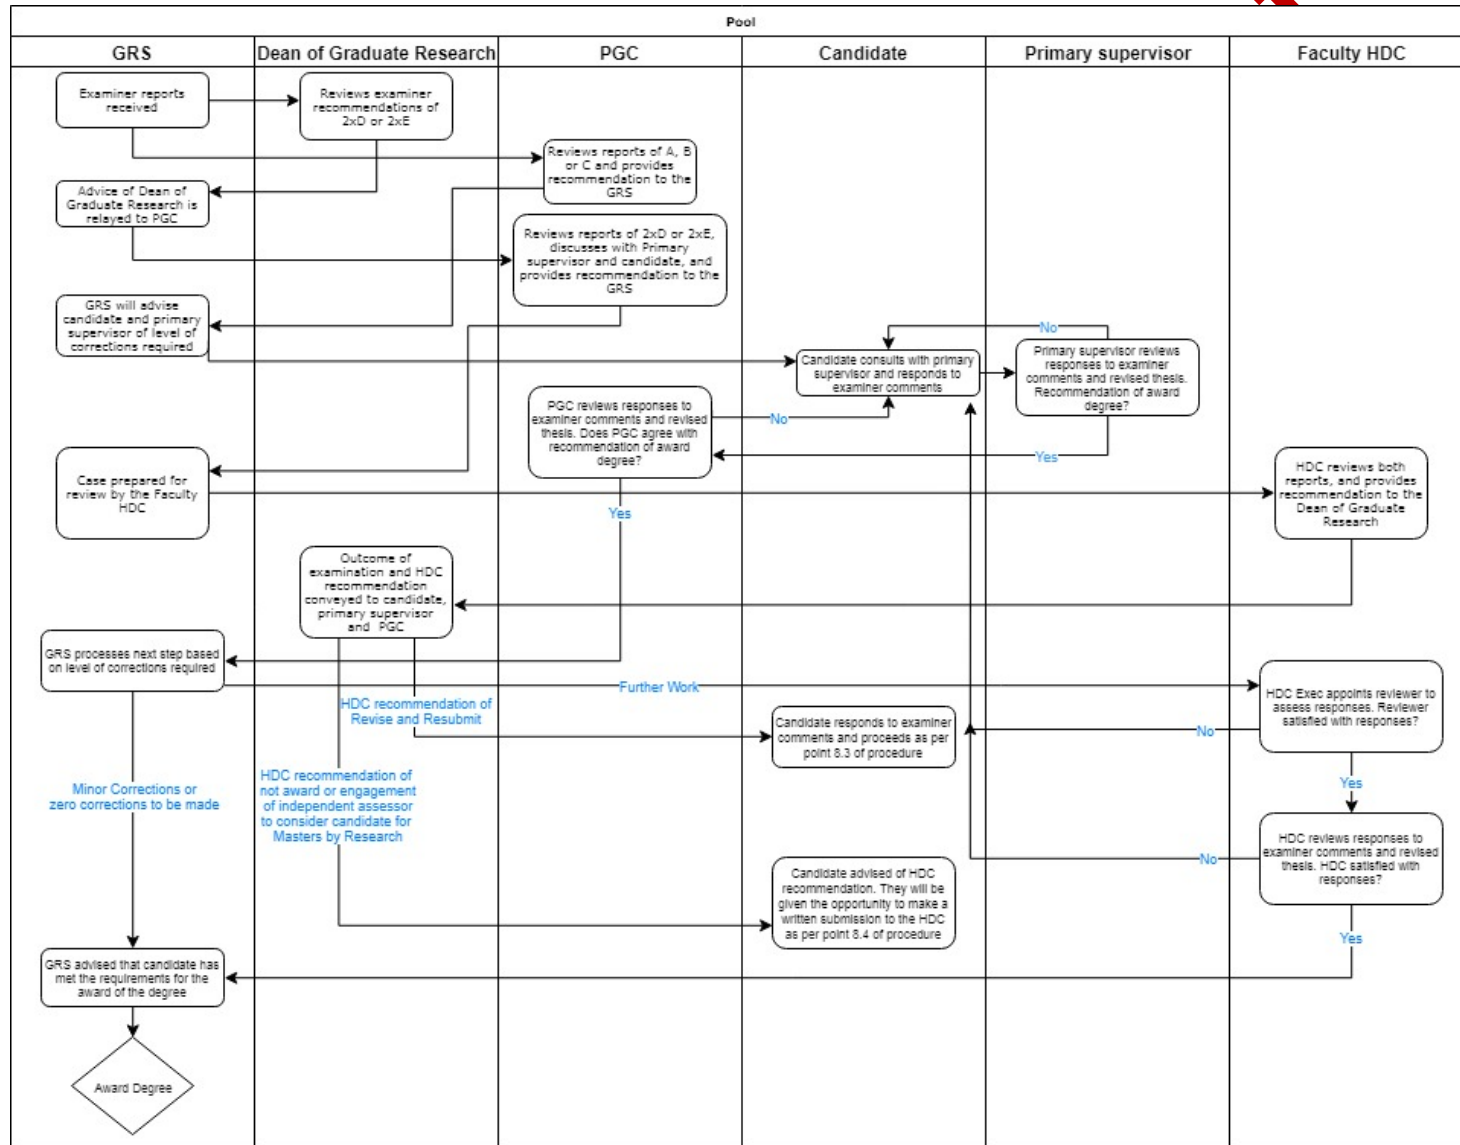 Pool
GRS
Dean of Graduate Research
PGC
Candidate
Primary supervisor
Faculty HDC
Examiner reports
received
Reviews examiner
recommendations of
2xD or 2xE
Reviews reports of A, B
or C and provides
recommendation to the
GRS
Advice of Dean of
Graduate Research is
relayed to PGC
Reviews reports of 2xD or 2xE,
discusses with Primary
supervisor and candidate, and
provides recommendation to the
GRS
GRS will advise
candidate and primary
supervisor of level of
corrections required
No
Candidate consults with primary
supervisor and responds to
examiner comments
Primary supervisor reviews
responses to examiner
comments and revised thesis.
Recommendation of award
degree?
PGC reviews responses to
examiner comments and revised
thesis. Does PGC agree with
recommendation of award
degree?
No
Yes
Case prepared for
review by the Faculty
HDC
HDC reviews both
reports, and provides
recommendation to the
Dean of Graduate
Research
Yes
Outcome of
examination and HDC
recommendation
conveyed to candidate,
primary supervisor
and PGC
GRS processes next step based
on level of corrections required
Further Work
HDC Exec appoints reviewer to
assess responses. Reviewer
satisfied with responses?
HDC recommendation of
Revise and Resubmit
Candidate responds to examiner
comments and proceeds as per
point 8.3 of procedure
No
Yes
Minor Corrections or
zero corrections to be made
HDC recommendation of
not award or engagement
of independent assessor
to consider candidate for
Masters by Research
HDC reviews responses to
examiner comments and revised
thesis. HDC satisfied with
responses?
No
Candidate advised of HDC
recommendation. They will be
given the opportunity to make a
written submission to the HDC
as per point 8.4 of procedure
Yes
GRS advised that candidate has
met the requirements for the
award of the degree
Award Degree